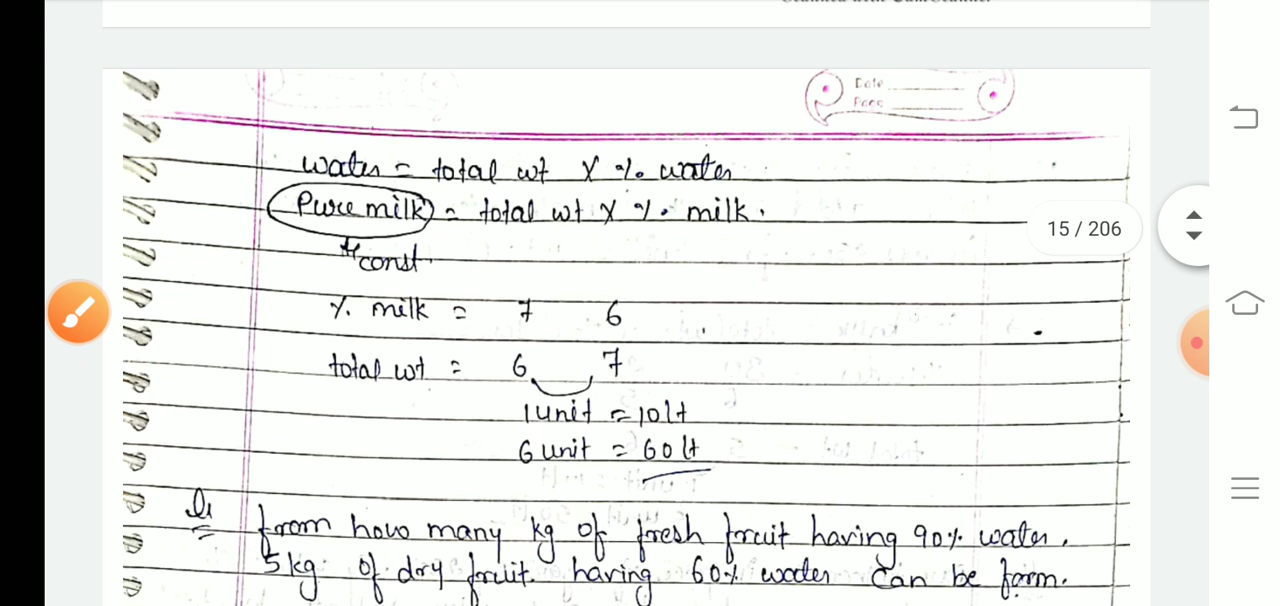 Date
Page
water = total wt X % water
Pure milk = total wt X % milk.
const.
15 / 206
% milk = 7 6
total wt = 6 7
1 unit = 10 lt
6 unit = 60 lt
from how many kg of fresh fruit having 90% water,
5 kg of dry fruit having 60% water can be form.